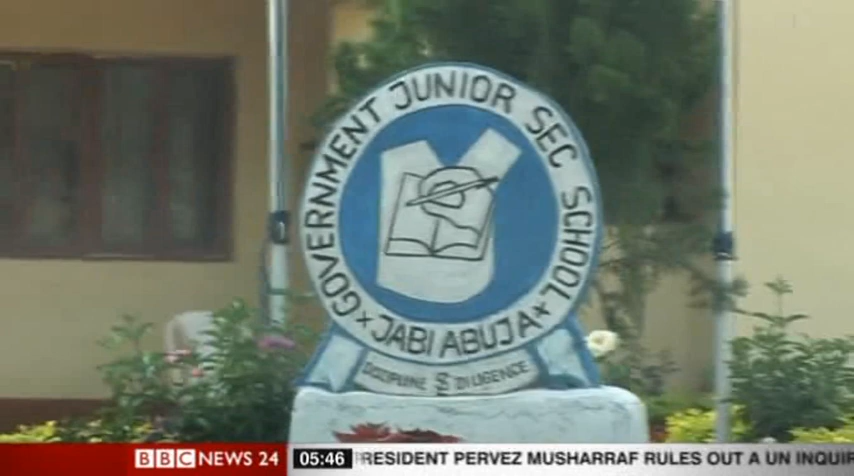 GOVERNMENT JUNIOR SEC SCHOOL
JABI ABUJA
DISCIPLINE & DILIGENCE
BBC NEWS 24
05:46
PRESIDENT PERVEZ MUSHARRAF RULES OUT A UN INQUIR